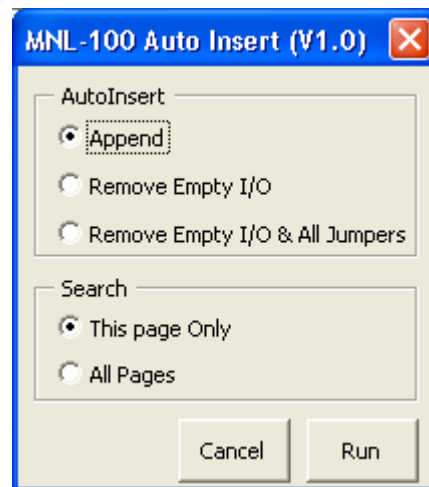 MNL-100 Auto Insert (V1.0)
AutoInsert
Append
Remove Empty I/O
Remove Empty I/O & All Jumpers
Search
This page Only
All Pages
Cancel Run